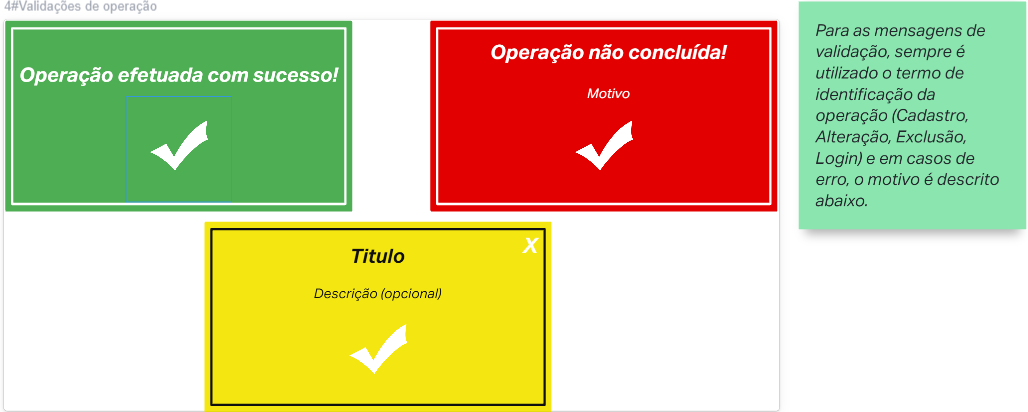 4#Validações de operação
Operação efetuada com sucesso!
Operação não concluída!
Motivo
X
Titulo
Descrição (opcional)
Para as mensagens de
validação, sempre é
utilizado o termo de
identificação da
operação (Cadastro,
Alteração, Exclusão,
Login) e em casos de
erro, o motivo é descrito
abaixo.